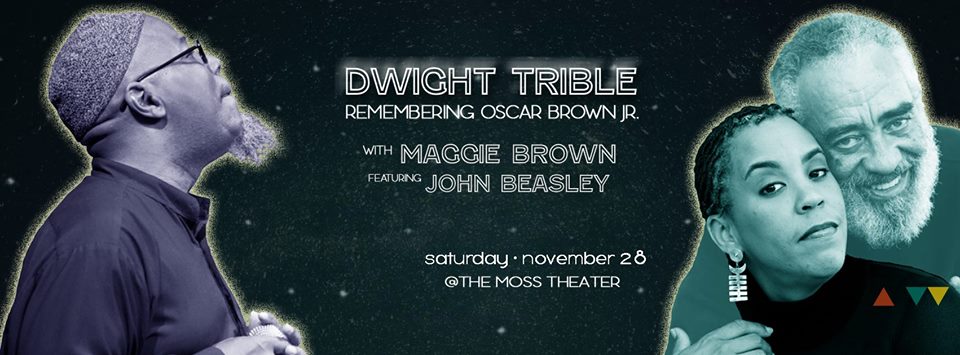 DWIGHT TRIBLE
REMEMBERING OSCAR BROWN JR.
WITH MAGGIE BROWN
FEATURING JOHN BEASLEY
saturday • november 28
@THE MOSS THEATER